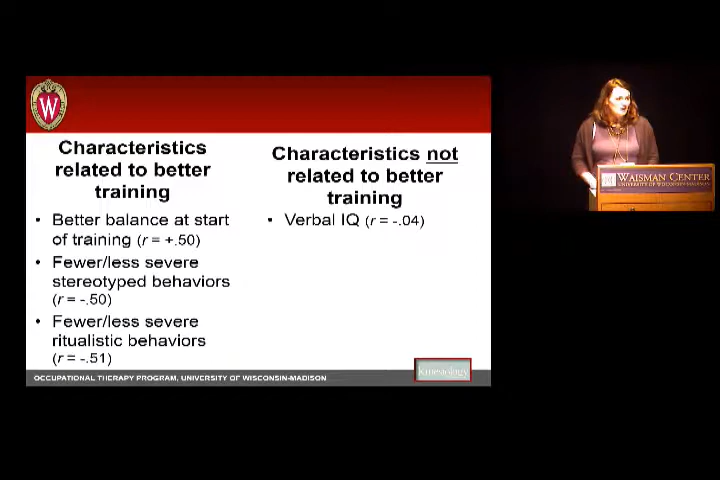 W
Characteristics
related to better
training
• Better balance at start
of training (r = +.50)
• Fewer/less severe
stereotyped behaviors
(r = -.50)
• Fewer/less severe
ritualistic behaviors
(r = -.51)
Characteristics not
related to better
training
• Verbal IQ (r = -.04)
OCCUPATIONAL THERAPY PROGRAM, UNIVERSITY OF WISCONSIN-MADISON
Kinesiology
WAISMAN CENTER
UNIVERSITY OF WISCONSIN-MADISON